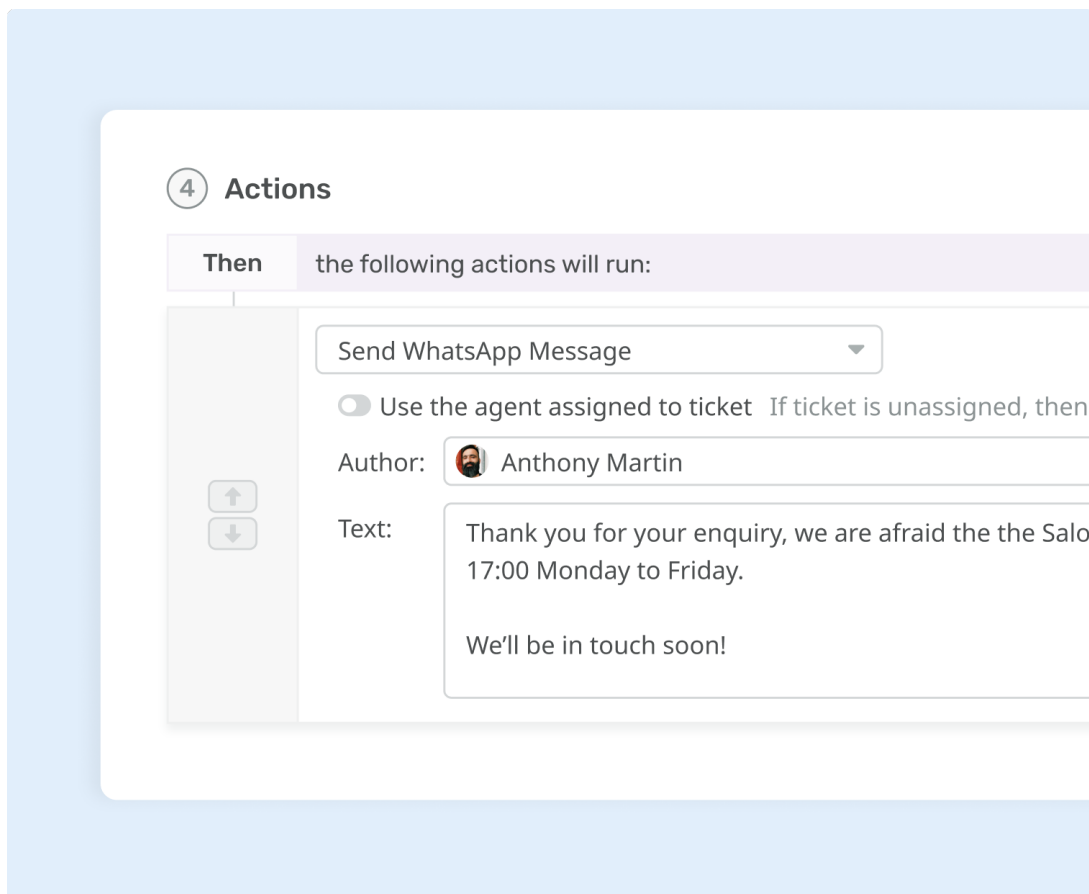 4 Actions
Then the following actions will run:
Send WhatsApp Message
Use the agent assigned to ticket If ticket is unassigned, then
Author: Anthony Martin
Text: Thank you for your enquiry, we are afraid the the
17:00 Monday to Friday.
We’ll be in touch soon!